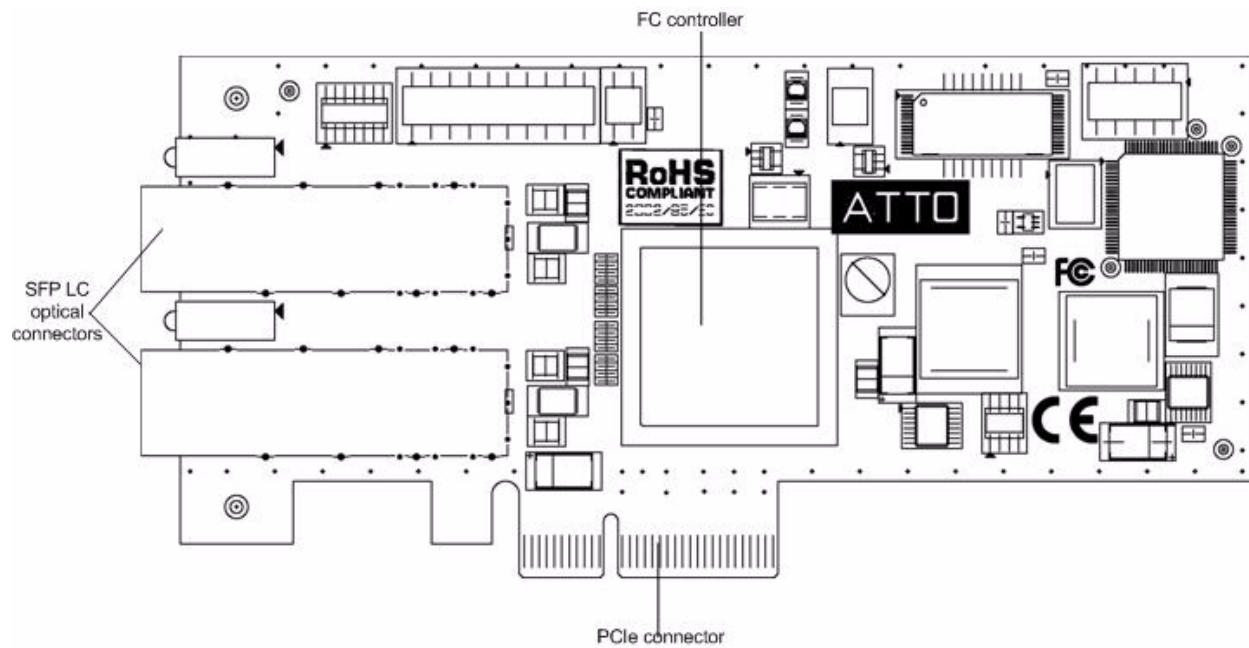 FC controller
RoHS
COMPLIANT
2002/95/EC
ATTO
FC
SFP LC
optical
connectors
CE
PCIe connector